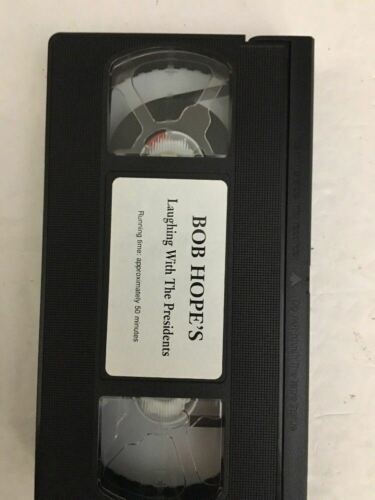 BOB HOPE'S
Laughing With The Presidents
Running time: approximately 50 minutes